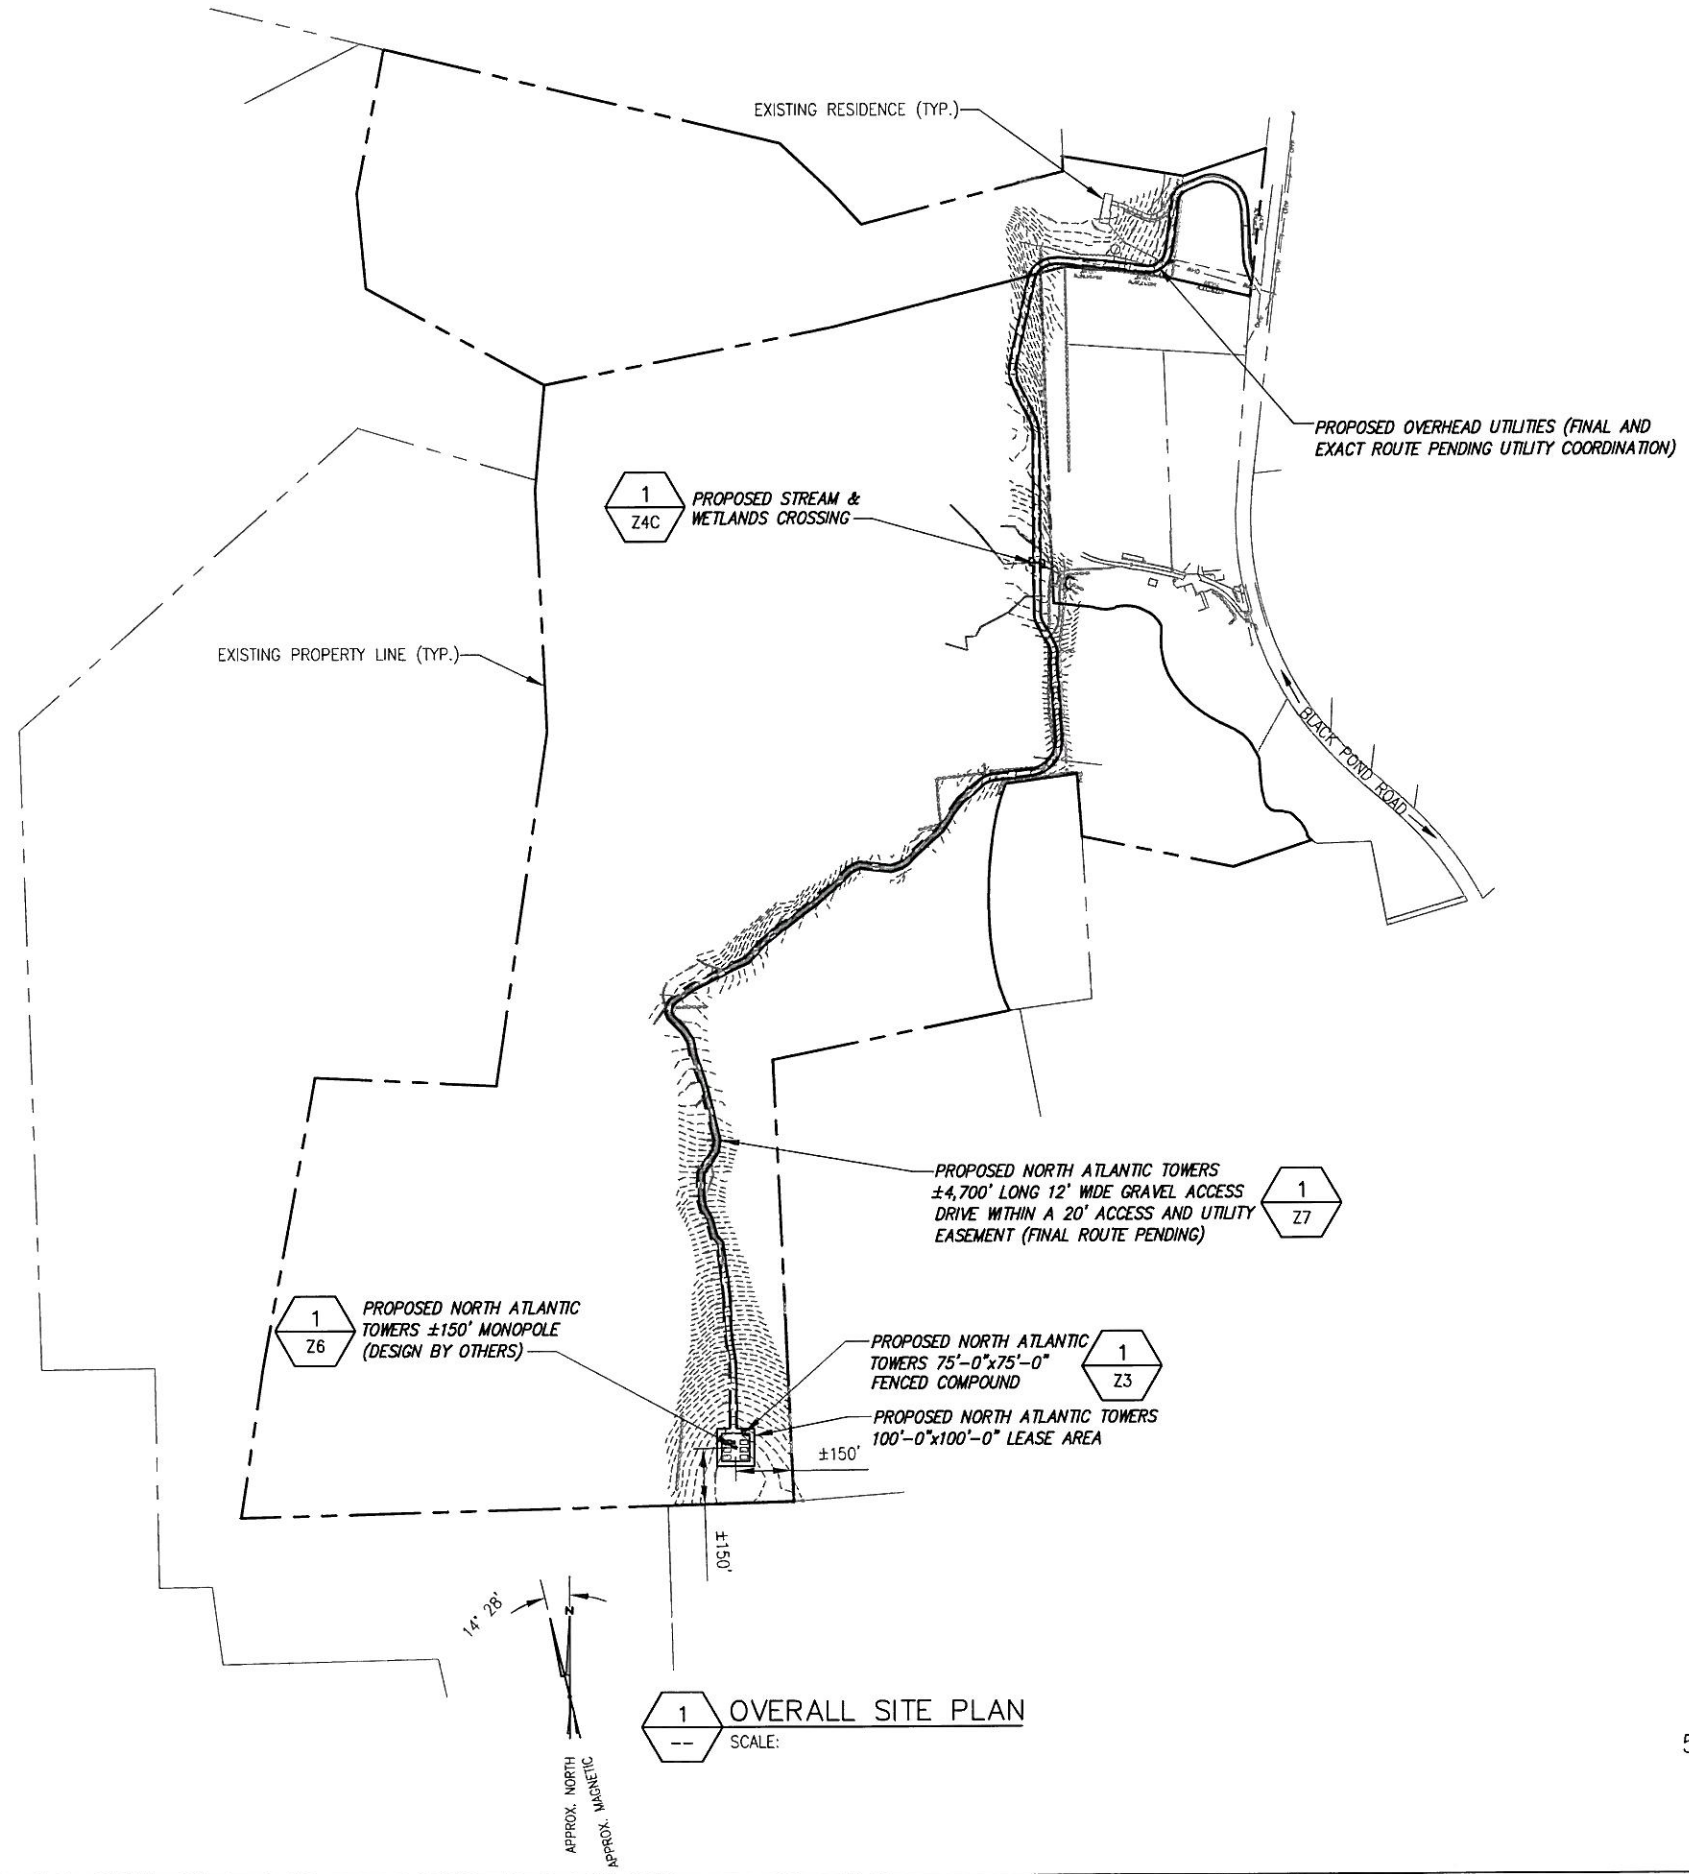 EXISTING RESIDENCE (TYP.)
PROPOSED OVERHEAD UTILITIES (FINAL AND
EXACT ROUTE PENDING UTILITY COORDINATION)
1
Z4C
PROPOSED STREAM &
WETLANDS CROSSING
EXISTING PROPERTY LINE (TYP.)
BLACK POND ROAD
PROPOSED NORTH ATLANTIC TOWERS
±4,700' LONG 12' WIDE GRAVEL ACCESS
DRIVE WITHIN A 20' ACCESS AND UTILITY
EASEMENT (FINAL ROUTE PENDING)
1
Z7
1
Z6
PROPOSED NORTH ATLANTIC
TOWERS ±150' MONOPOLE
(DESIGN BY OTHERS)
PROPOSED NORTH ATLANTIC
TOWERS 75'-0"x75'-0"
FENCED COMPOUND
1
Z3
PROPOSED NORTH ATLANTIC TOWERS
100'-0"x100'-0" LEASE AREA
±150'
±150'
14° 28'
N
APPROX. NORTH
APPROX. MAGNETIC
1
--
OVERALL SITE PLAN
SCALE:
5